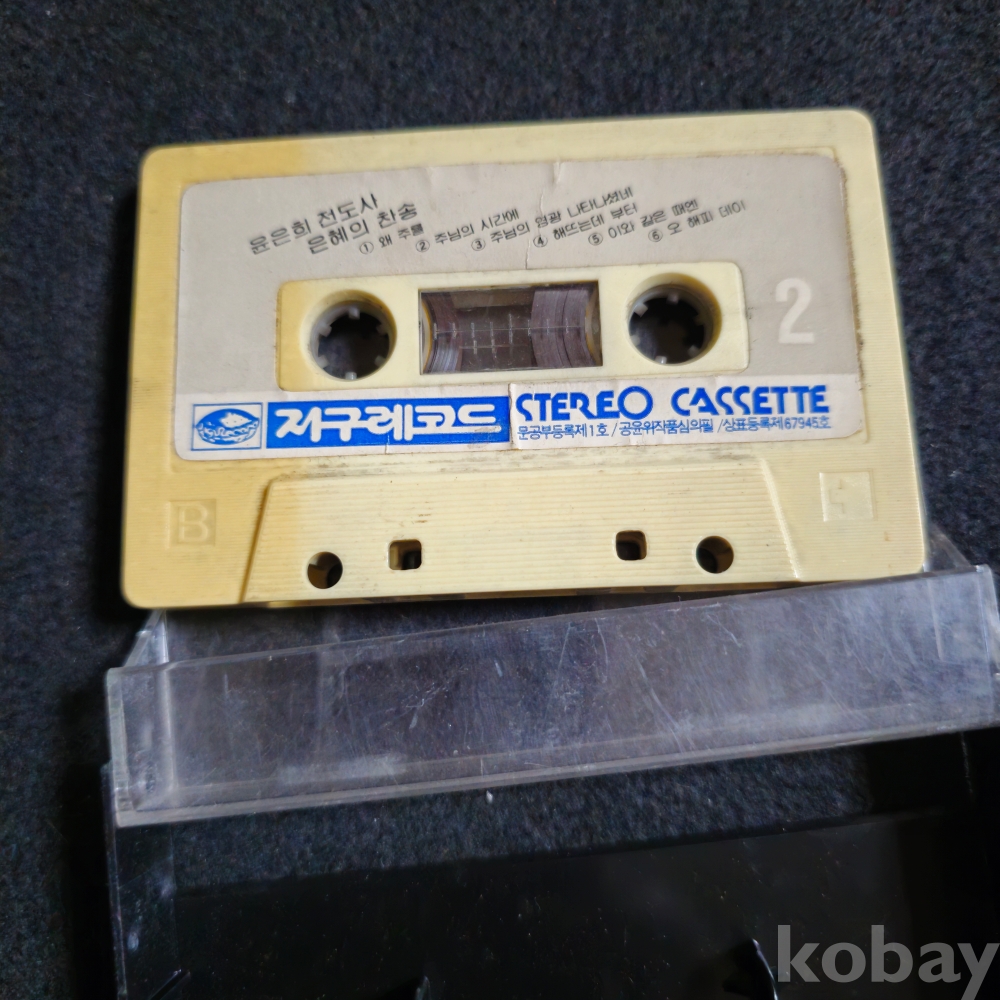 윤은희 전도사
은혜의 찬송
① 왜 주를
② 주님의 시간에
③ 주님의 영광 나타나셨네
④ 해뜨는데 부터
⑤ 이와 같은 때엔
⑥ 오 해피 데이
2
지구레코드 STEREO CASSETTE
문공부등록제1호/공윤위작품심의필/상표등록제67945호
B
kobay